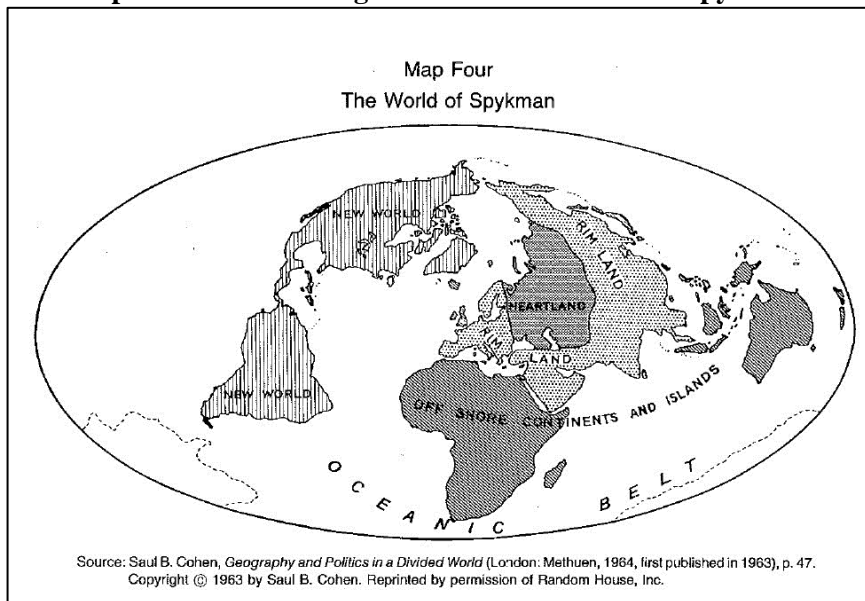 Map Four
The World of Spykman
NEW WORLD
RIM LAND
HEARTLAND
RIM
LAND
NEW WORLD
OFF SHORE CONTINENTS AND ISLANDS
OCEANIC BELT
Source: Saul B. Cohen, Geography and Politics in a Divided World (London: Methuen, 1964, first published in 1963), p. 47.
Copyright © 1963 by Saul B. Cohen. Reprinted by permission of Random House, Inc.